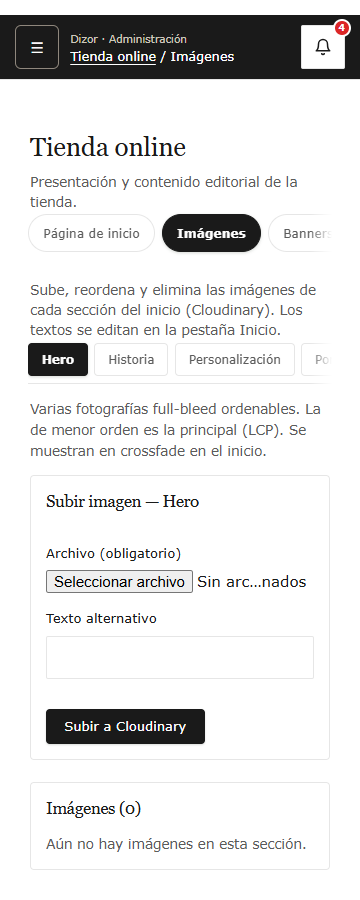 ☰
Dizor · Administración
Tienda online / Imágenes
4
Tienda online
Presentación y contenido editorial de la
tienda.
Página de inicio
Imágenes
Banners
Sube, reordena y elimina las imágenes de
cada sección del inicio (Cloudinary). Los
textos se editan en la pestaña Inicio.
Hero
Historia
Personalización
Po
Varias fotografías full-bleed ordenables. La
de menor orden es la principal (LCP). Se
muestran en crossfade en el inicio.
Subir imagen — Hero
Archivo (obligatorio)
Seleccionar archivo Sin arc...nados
Texto alternativo
Subir a Cloudinary
Imágenes (0)
Aún no hay imágenes en esta sección.